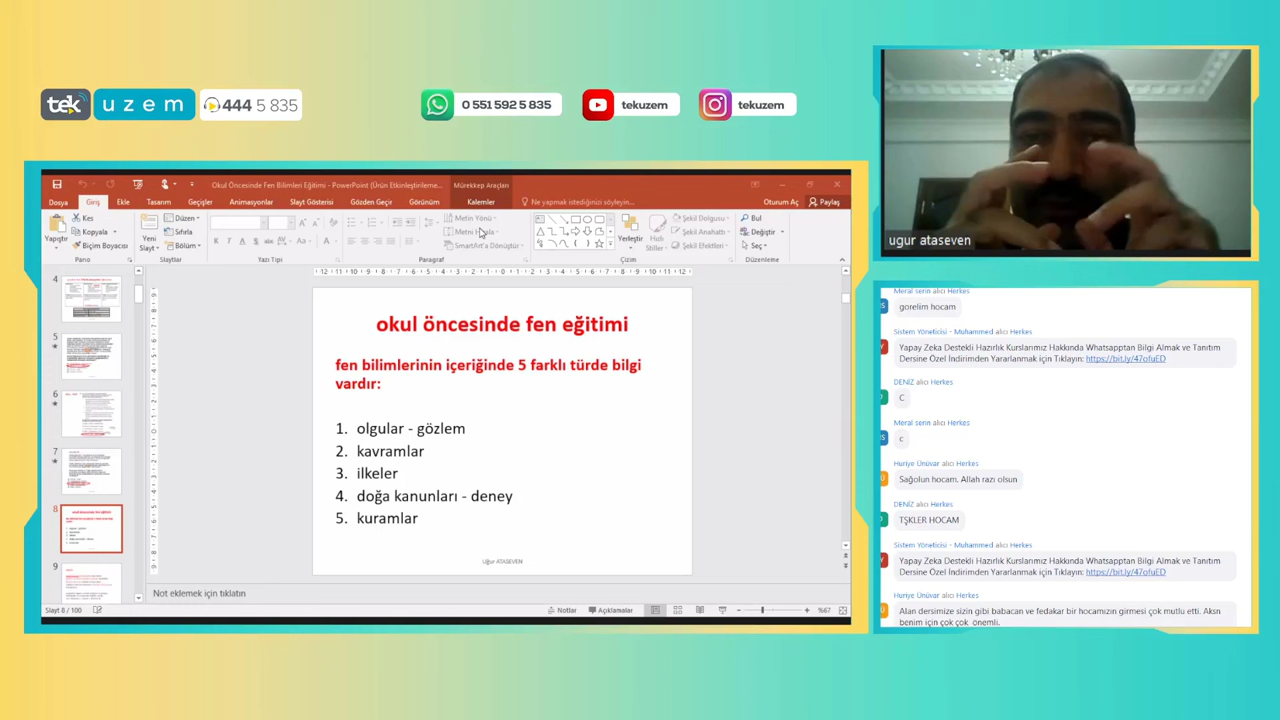 tek uzem 444 5 835
0 551 592 5 835
tekuzem
tekuzem
Okul Öncesinde Fen Bilimleri Eğitimi - PowerPoint (Ürün Etkinleştirileme...
Mürekkep Araçları
Dosya Giriş Ekle Tasarım Geçişler Animasyonlar Slayt Gösterisi Gözden Geçir Görünüm Kalemler Ne yapmak istediğinizi söyleyin... Oturum Aç Paylaş
Yapıştır
Kes
Kopyala
Biçim Boyacısı
Pano
Yeni
Slayt
Düzen
Sıfırla
Bölüm
Slaytlar
Yazı Tipi
Metin Yönü
SmartArt'a Dönüştür
Paragraf
Yerleştir
Hızlı
Stiller
Şekil Dolgusu
Şekil Anahattı
Şekil Efektleri
Çizim
Bul
Değiştir
Seç
Düzenleme
4
5
6
7
8
9
okul öncesinde fen eğitimi
fen bilimlerinin içeriğinde 5 farklı türde bilgi
vardır:
1. olgular - gözlem
2. kavramlar
3. ilkeler
4. doğa kanunları - deney
5. kuramlar
Uğur ATASEVEN
Not eklemek için tıklatın
Slayt 8 / 100
Notlar Açıklamalar %67
ugur ataseven
Meral serin alıcı Herkes
gorelim hocam
Sistem Yöneticisi - Muhammed alıcı Herkes
Yapay Zeka Destekli Hazırlık Kurslarımız Hakkında Whatsapptan Bilgi Almak ve Tanıtım
Dersine Özel İndirimden Yararlanmak için Tıklayın: https://bit.ly/47ofuED
DENİZ alıcı Herkes
C
Meral serin alıcı Herkes
c
Huriye Ünüvar alıcı Herkes
Sağolun hocam. Allah razı olsun
DENİZ alıcı Herkes
TŞKLER HOCAM
Sistem Yöneticisi - Muhammed alıcı Herkes
Yapay Zeka Destekli Hazırlık Kurslarımız Hakkında Whatsapptan Bilgi Almak ve Tanıtım
Dersine Özel İndirimden Yararlanmak için Tıklayın: https://bit.ly/47ofuED
Huriye Ünüvar alıcı Herkes
Alan dersimize sizin gibi babacan ve fedakar bir hocamızın girmesi çok mutlu etti. Aksn
benim için çok çok önemli.